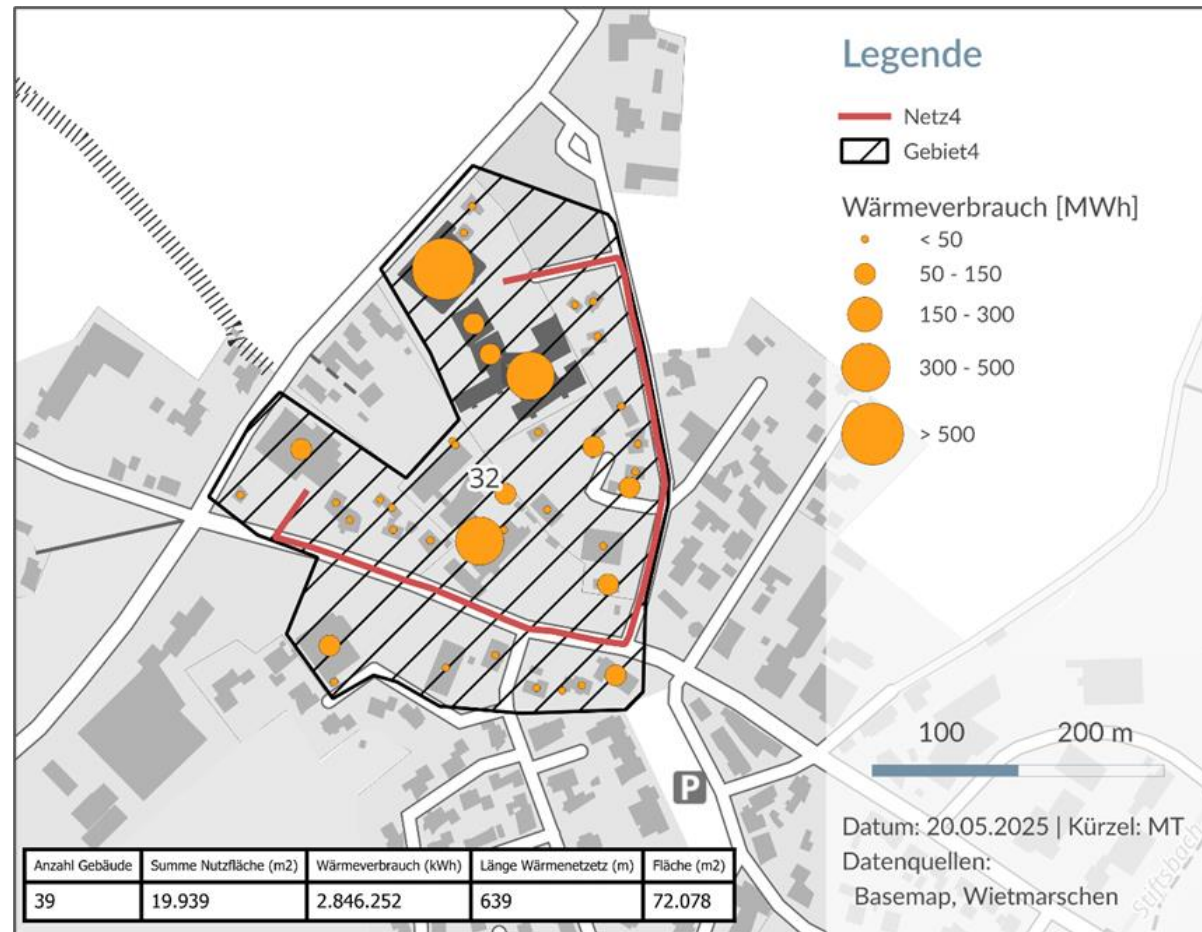 Legende
Netz4
Gebiet4
Wärmeverbrauch [MWh]
< 50
50 - 150
150 - 300
300 - 500
> 500
32
P
100 200 m
Datum: 20.05.2025 | Kürzel: MT
Datenquellen:
Basemap, Wietmarschen
Stiftsbach
Anzahl Gebäude Summe Nutzfläche (m2) Wärmeverbrauch (kWh) Länge Wärmenetzetz (m) Fläche (m2)
39 19.939 2.846.252 639 72.078